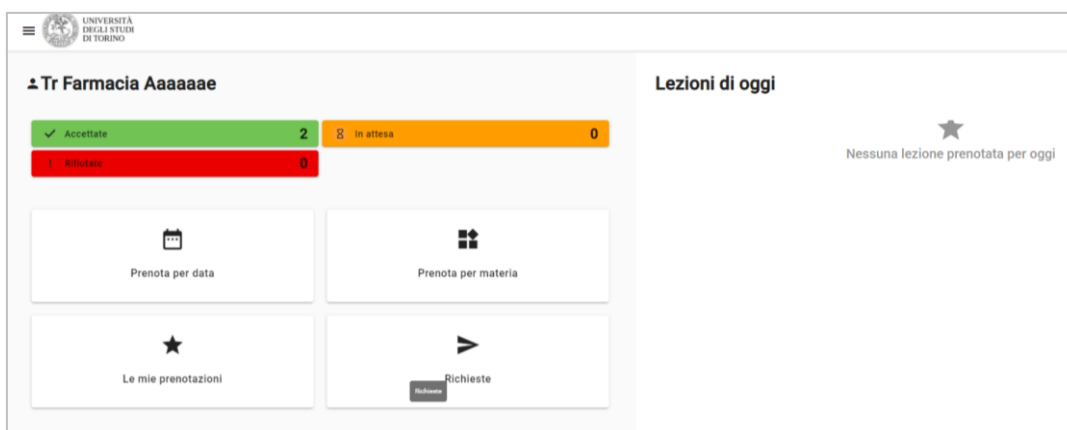 UNIVERSITÀ
DEGLI STUDI
DI TORINO
Tr Farmacia Aaaaaae
Accettate 2
In attesa 0
Rifiutate 0
Prenota per data
Prenota per materia
Le mie prenotazioni
Richieste
Richieste
Lezioni di oggi
Nessuna lezione prenotata per oggi